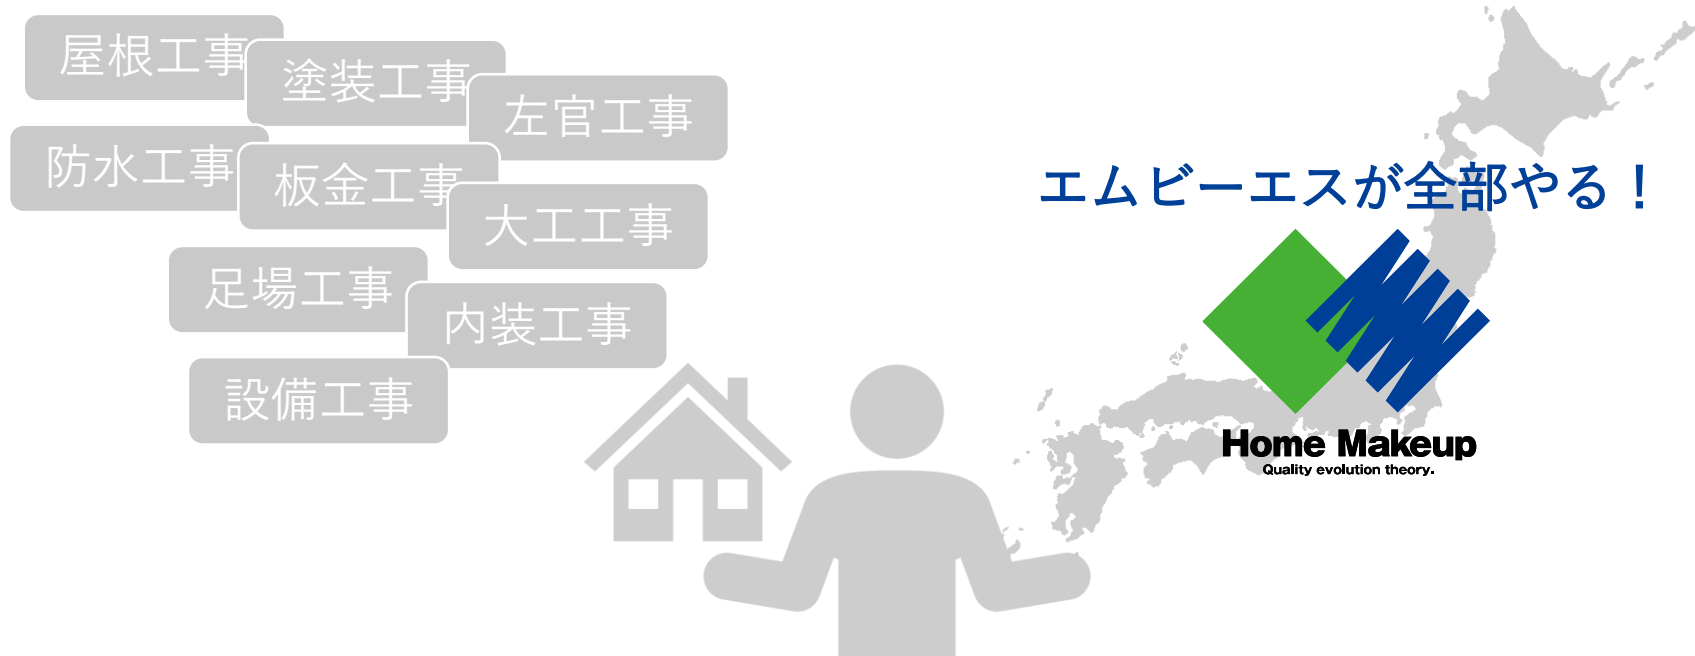 屋根工事
塗装工事
左官工事
防水工事
板金工事
大工工事
足場工事
内装工事
設備工事
エムビーエスが全部やる！
Home Makeup
Quality evolution theory.